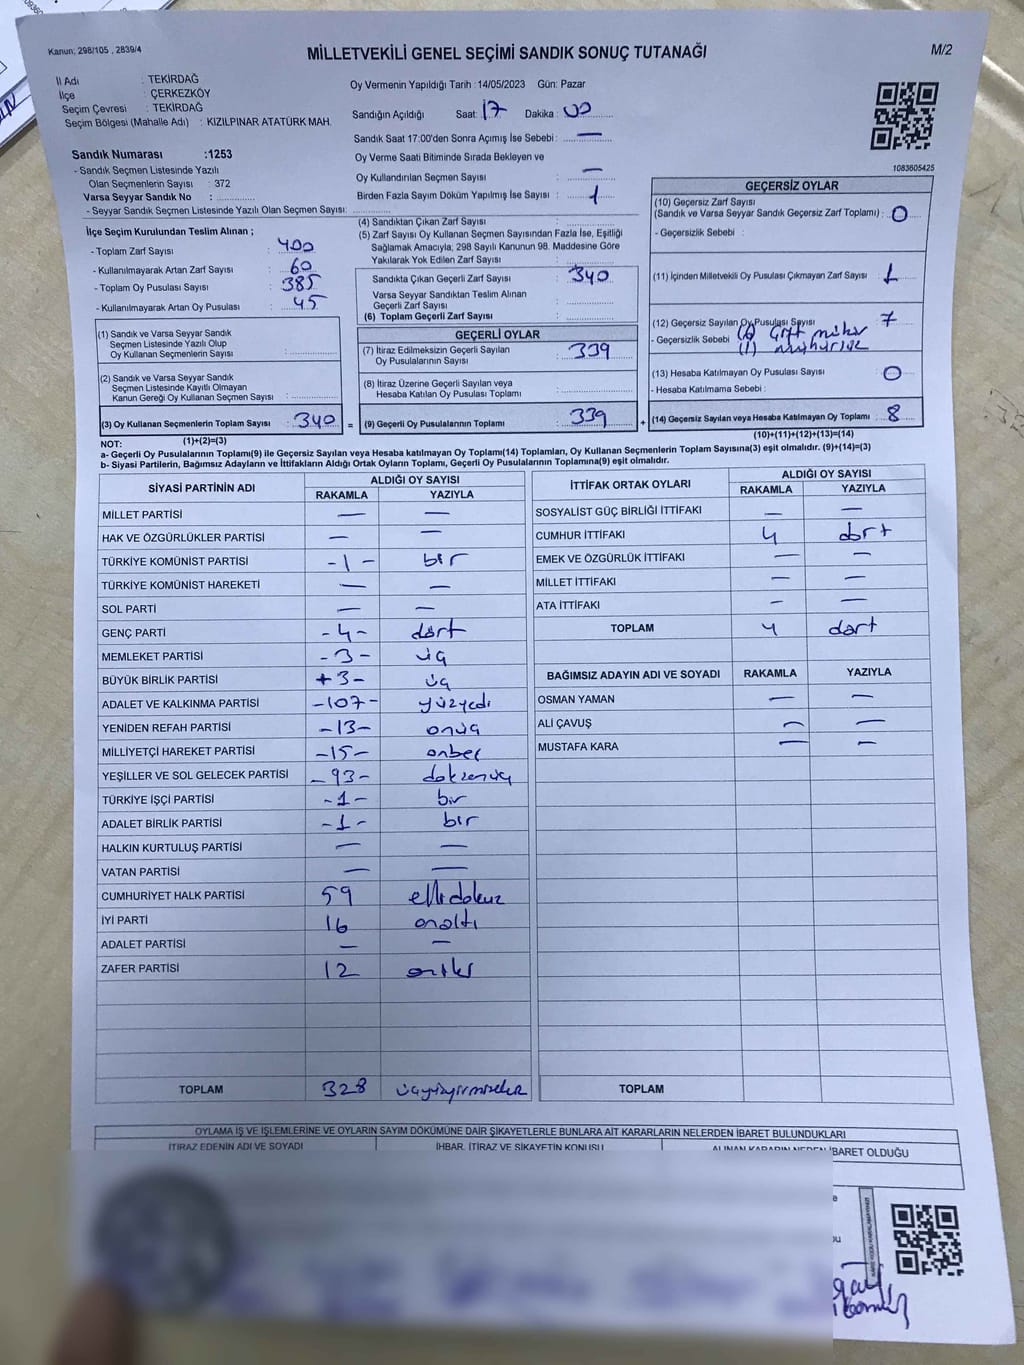 Kanun: 298/105 , 2839/4
MİLLETVEKİLİ GENEL SEÇİMİ SANDIK SONUÇ TUTANAĞI
M/2
İl Adı : TEKİRDAĞ
İlçe : ÇERKEZKÖY
Seçim Çevresi : TEKİRDAĞ
Seçim Bölgesi (Mahalle Adı) : KIZILPINAR ATATÜRK MAH.
Oy Vermenin Yapıldığı Tarih : 14/05/2023 Gün: Pazar
Sandığın Açıldığı Saat: 17 Dakika : 00
Sandık Saat 17:00'den Sonra Açımış İse Sebebi : —
Oy Verme Saati Bitiminde Sırada Bekleyen ve
Oy Kullandırılan Seçmen Sayısı : —
Birden Fazla Sayım Döküm Yapılmış İse Sayısı : 1
1083605425
Sandık Numarası :1253
- Sandık Seçmen Listesinde Yazılı
Olan Seçmenlerin Sayısı : 372
Varsa Seyyar Sandık No :
- Seyyar Sandık Seçmen Listesinde Yazılı Olan Seçmen Sayısı:
İlçe Seçim Kurulundan Teslim Alınan ;
- Toplam Zarf Sayısı : 400
- Kullanılmayarak Artan Zarf Sayısı : 60
- Toplam Oy Pusulası Sayısı : 385
- Kullanılmayarak Artan Oy Pusulası : 45
(1) Sandık ve Varsa Seyyar Sandık
Seçmen Listesinde Yazılı Olup
Oy Kullanan Seçmenlerin Sayısı :
(2) Sandık ve Varsa Seyyar Sandık
Seçmen Listesinde Kayıtlı Olmayan
Kanun Gereği Oy Kullanan Seçmen Sayısı :
(3) Oy Kullanan Seçmenlerin Toplam Sayısı : 340 =
(4) Sandıktan Çıkan Zarf Sayısı :
(5) Zarf Sayısı Oy Kullanan Seçmen Sayısından Fazla İse, Eşitliği
Sağlamak Amacıyla, 298 Sayılı Kanunun 98. Maddesine Göre
Yakılarak Yok Edilen Zarf Sayısı :
Sandıkta Çıkan Geçerli Zarf Sayısı : 340
Varsa Seyyar Sandıktan Teslim Alınan
Geçerli Zarf Sayısı :
(6) Toplam Geçerli Zarf Sayısı :
GEÇERLİ OYLAR
(7) İtiraz Edilmeksizin Geçerli Sayılan
Oy Pusulalarının Sayısı : 339
(8) İtiraz Üzerine Geçerli Sayılan veya
Hesaba Katılan Oy Pusulası Toplamı :
(9) Geçerli Oy Pusulalarının Toplamı : 339 +
GEÇERSİZ OYLAR
(10) Geçersiz Zarf Sayısı
(Sandık ve Varsa Seyyar Sandık Geçersiz Zarf Toplamı) : 0
- Geçersizlik Sebebi :
(11) İçinden Milletvekili Oy Pusulası Çıkmayan Zarf Sayısı : 1
(12) Geçersiz Sayılan Oy Pusulası Sayısı : 7
- Geçersizlik Sebebi : (6) Çift mühür
(1) mühürsüz
(13) Hesaba Katılmayan Oy Pusulası Sayısı : 0
- Hesaba Katılmama Sebebi :
(14) Geçersiz Sayılan veya Hesaba Katılmayan Oy Toplamı : 8
NOT: (1)+(2)=(3)
(10)+(11)+(12)+(13)=(14)
a- Geçerli Oy Pusulalarının Toplamı(9) ile Geçersiz Sayılan veya Hesaba katılmayan Oy Toplamı(14) Toplamları, Oy Kullanan Seçmenlerin Toplam Sayısına(3) eşit olmalıdır. (9)+(14)=(3)
b- Siyasi Partilerin, Bağımsız Adayların ve İttifakların Aldığı Ortak Oyların Toplamı, Geçerli Oy Pusulalarının Toplamına(9) eşit olmalıdır.
SİYASİ PARTİNİN ADI ALDIĞI OY SAYISI
RAKAMLA YAZIYLA
MİLLET PARTİSİ — —
HAK VE ÖZGÜRLÜKLER PARTİSİ — —
TÜRKİYE KOMÜNİST PARTİSİ -1- bir
TÜRKİYE KOMÜNİST HAREKETİ — —
SOL PARTİ — —
GENÇ PARTİ -4- dört
MEMLEKET PARTİSİ -3- üç
BÜYÜK BİRLİK PARTİSİ +3- üç
ADALET VE KALKINMA PARTİSİ -107- yüzyedi
YENİDEN REFAH PARTİSİ -13- onüç
MİLLİYETÇİ HAREKET PARTİSİ -15- onbeş
YEŞİLLER VE SOL GELECEK PARTİSİ -93- doksanüç
TÜRKİYE İŞÇİ PARTİSİ -1- bir
ADALET BİRLİK PARTİSİ -1- bir
HALKIN KURTULUŞ PARTİSİ — —
VATAN PARTİSİ — —
CUMHURİYET HALK PARTİSİ 59 ellidokuz
İYİ PARTİ 16 onaltı
ADALET PARTİSİ — —
ZAFER PARTİSİ 12 oniki
TOPLAM 328 üçyüzyirmisekiz
İTTİFAK ORTAK OYLARI ALDIĞI OY SAYISI
RAKAMLA YAZIYLA
SOSYALİST GÜÇ BİRLİĞİ İTTİFAKI — —
CUMHUR İTTİFAKI 4 dört
EMEK VE ÖZGÜRLÜK İTTİFAKI — —
MİLLET İTTİFAKI — —
ATA İTTİFAKI — —
TOPLAM 4 dört
BAĞIMSIZ ADAYIN ADI VE SOYADI RAKAMLA YAZIYLA
OSMAN YAMAN — —
ALİ ÇAVUŞ — —
MUSTAFA KARA — —
TOPLAM
OYLAMA İŞ VE İŞLEMLERİNE VE OYLARIN SAYIM DÖKÜMÜNE DAİR ŞİKAYETLERLE BUNLARA AİT KARARLARIN NELERDEN İBARET BULUNDUKLARI
İTİRAZ EDENİN ADI VE SOYADI İHBAR, İTİRAZ VE ŞİKAYETİN KONUSU ALINAN KARARIN NEDEN İBARET OLDUĞU